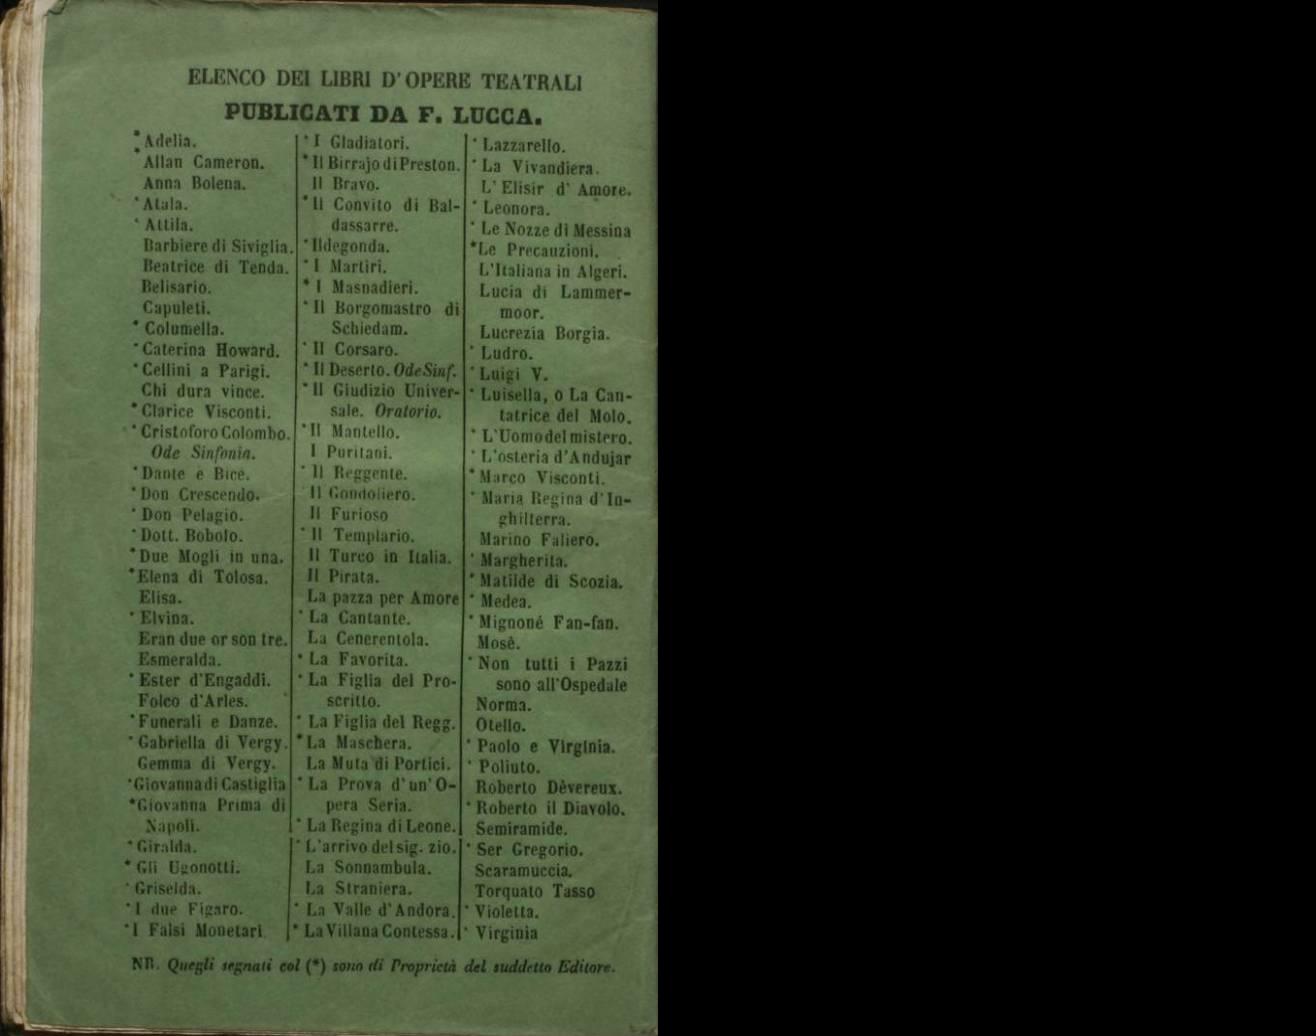 ELENCO DEI LIBRI D'OPERE TEATRALI
PUBLICATI DA F. LUCCA.
* Adelia.
* Allan Cameron.
Anna Bolena.
* Atala.
* Attila.
Barbiere di Siviglia.
Beatrice di Tenda.
Belisario.
Capuleti.
* Columella.
* Caterina Howard.
* Cellini a Parigi.
Chi dura vince.
* Clarice Visconti.
* Cristoforo Colombo.
Ode Sinfonia.
* Dante e Bice.
* Don Crescendo.
* Don Pelagio.
* Dott. Bobolo.
* Due Mogli in una.
* Elena di Tolosa.
Elisa.
* Elvina.
Eran due or son tre.
Esmeralda.
* Ester d'Engaddi.
Folco d'Arles.
* Funerali e Danze.
* Gabriella di Vergy.
Gemma di Vergy.
* Giovanna di Castiglia
* Giovanna Prima di
Napoli.
* Giralda.
* Gli Ugonotti.
* Griselda.
* I due Figaro.
* I Falsi Monetari
* I Gladiatori.
* Il Birrajo di Preston.
Il Bravo.
* Il Convito di Bal-
dassarre.
* Ildegonda.
* I Martiri.
* I Masnadieri.
* Il Borgomastro di
Schiedam.
* Il Corsaro.
* Il Deserto. Ode Sinf.
* Il Giudizio Univer-
sale. Oratorio.
* Il Mantello.
I Puritani.
* Il Reggente.
Il Gondoliero.
Il Furioso
* Il Templario.
Il Turco in Italia.
Il Pirata.
La pazza per Amore
* La Cantante.
La Cenerentola.
* La Favorita.
* La Figlia del Pro-
scritto.
* La Figlia del Regg.
* La Maschera.
La Muta di Portici.
* La Prova d'un' O-
pera Seria.
* La Regina di Leone.
* L'arrivo del sig. zio.
La Sonnambula.
La Straniera.
* La Valle d'Andora.
* La Villana Contessa.
* Lazzarello.
* La Vivandiera.
L' Elisir d' Amore.
* Leonora.
* Le Nozze di Messina
* Le Precauzioni.
L'Italiana in Algeri.
Lucia di Lammer-
moor.
Lucrezia Borgia.
* Ludro.
* Luigi V.
* Luisella, o La Can-
tatrice del Molo.
* L'Uomo del mistero.
* L'osteria d'Andujar
* Marco Visconti.
* Maria Regina d'In-
ghilterra.
Marino Faliero.
* Margherita.
* Matilde di Scozia.
* Medea.
* Mignoné Fan-fan.
Mosè.
* Non tutti i Pazzi
sono all'Ospedale
Norma.
Otello.
* Paolo e Virginia.
* Poliuto.
Roberto Dèvereux.
* Roberto il Diavolo.
Semiramide.
* Ser Gregorio.
Scaramuccia.
Torquato Tasso
* Violetta.
* Virginia
NB. Quegli segnati col (*) sono di Proprietà del suddetto Editore.